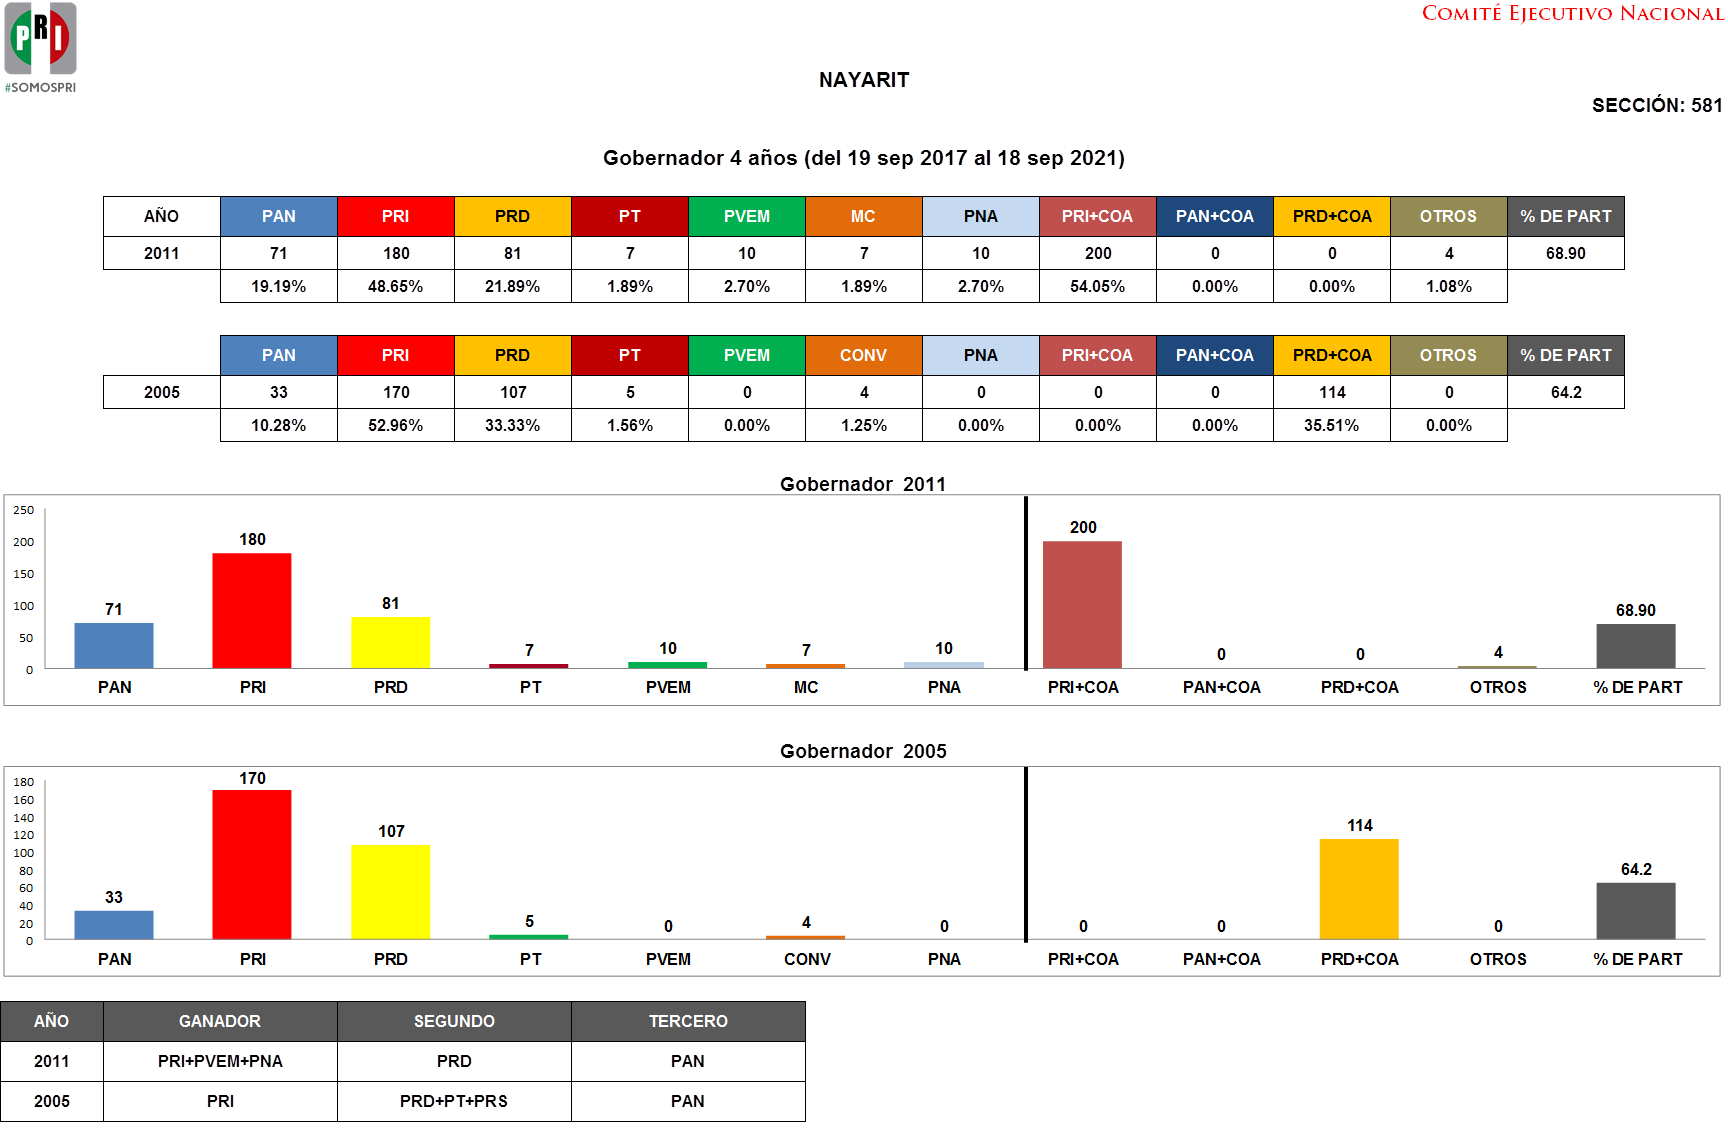 PRI
#SOMOSPRI
COMITÉ EJECUTIVO NACIONAL
NAYARIT
SECCIÓN: 581
Gobernador 4 años (del 19 sep 2017 al 18 sep 2021)
AÑO PAN PRI PRD PT PVEM MC PNA PRI+COA PAN+COA PRD+COA OTROS % DE PART
2011 71 180 81 7 10 7 10 200 0 0 4 68.90
19.19% 48.65% 21.89% 1.89% 2.70% 1.89% 2.70% 54.05% 0.00% 0.00% 1.08%
PAN PRI PRD PT PVEM CONV PNA PRI+COA PAN+COA PRD+COA OTROS % DE PART
2005 33 170 107 5 0 4 0 0 0 114 0 64.2
10.28% 52.96% 33.33% 1.56% 0.00% 1.25% 0.00% 0.00% 0.00% 35.51% 0.00%
Gobernador 2011
250
200
150
100
50
0
71 180 81 7 10 7 10 200 0 0 4 68.90
PAN PRI PRD PT PVEM MC PNA PRI+COA PAN+COA PRD+COA OTROS % DE PART
Gobernador 2005
180
160
140
120
100
80
60
40
20
0
33 170 107 5 0 4 0 0 0 114 0 64.2
PAN PRI PRD PT PVEM CONV PNA PRI+COA PAN+COA PRD+COA OTROS % DE PART
AÑO GANADOR SEGUNDO TERCERO
2011 PRI+PVEM+PNA PRD PAN
2005 PRI PRD+PT+PRS PAN